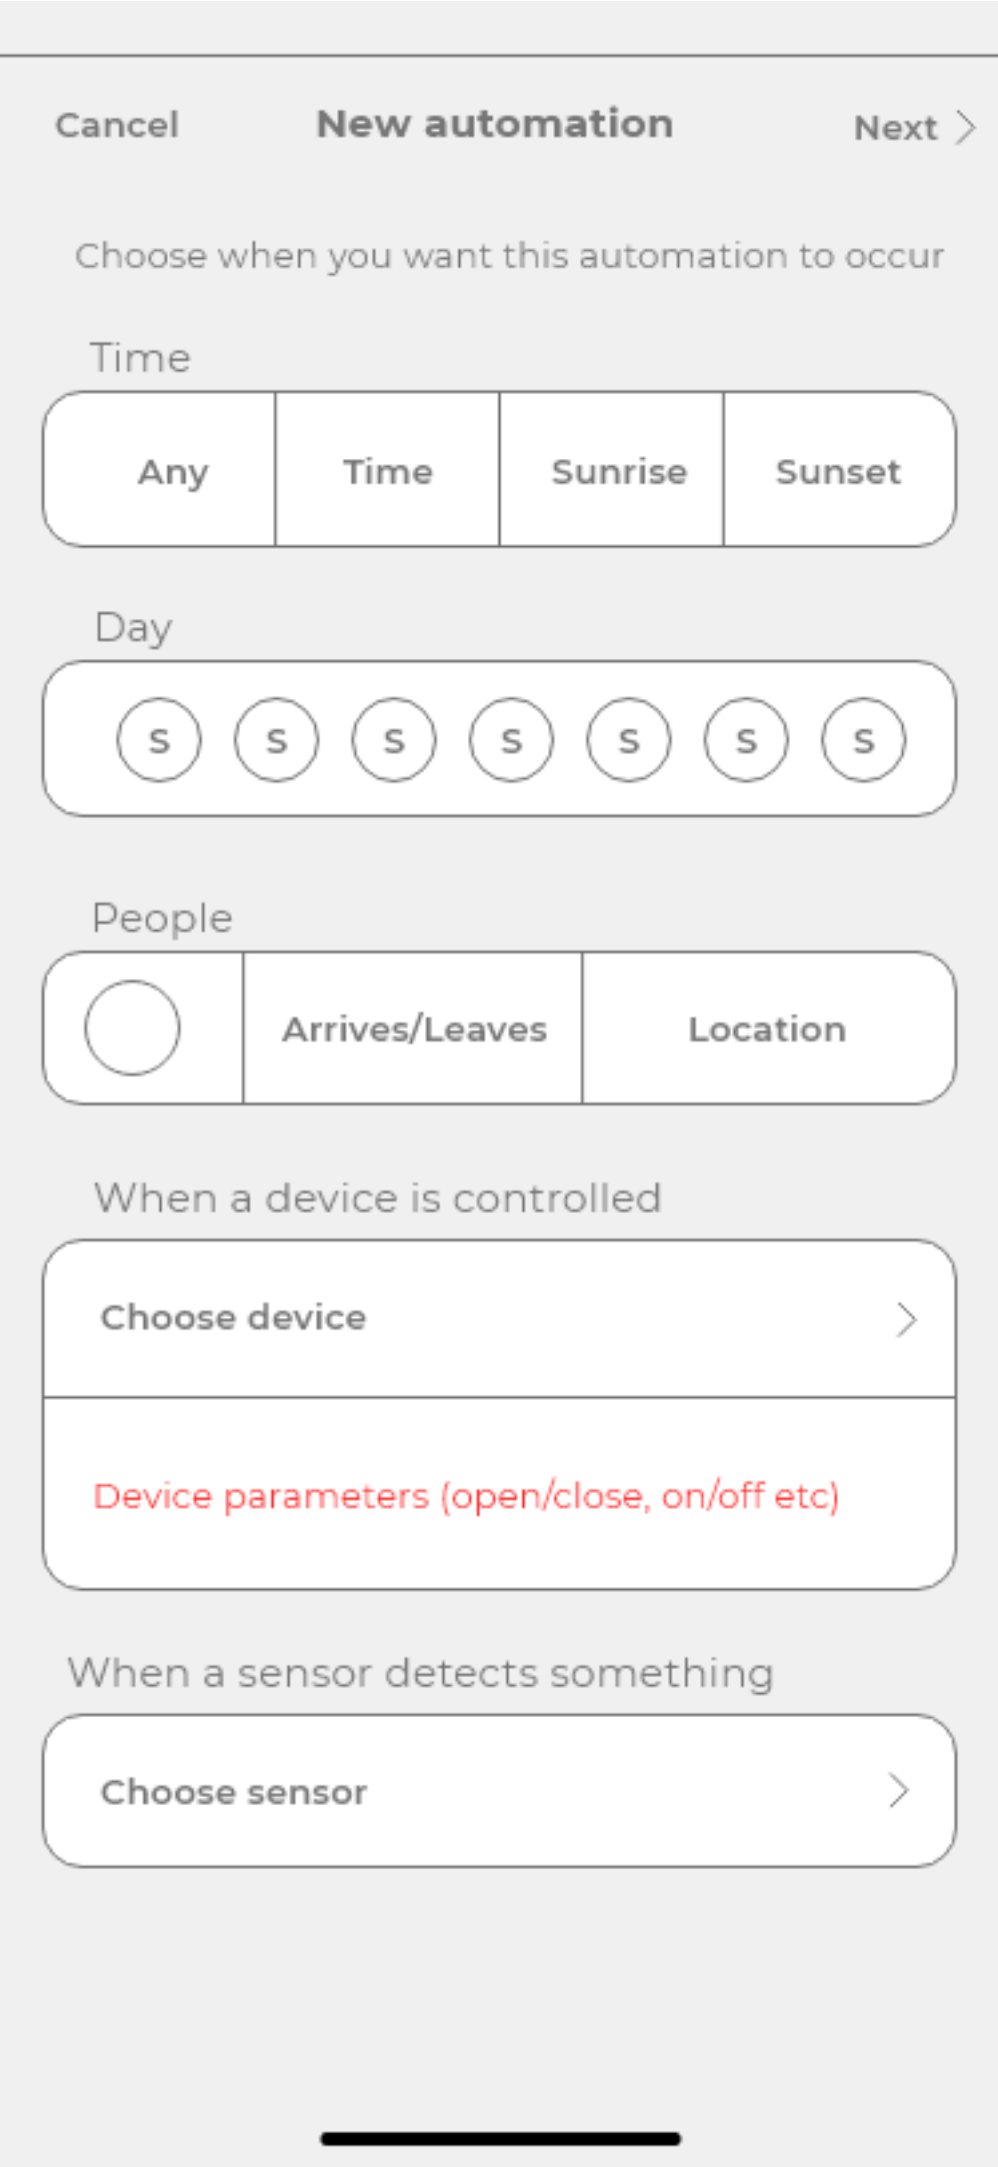 Cancel New automation Next
Choose when you want this automation to occur
Time
Any Time Sunrise Sunset
Day
S S S S S S S
People
Arrives/Leaves Location
When a device is controlled
Choose device
Device parameters (open/close, on/off etc)
When a sensor detects something
Choose sensor